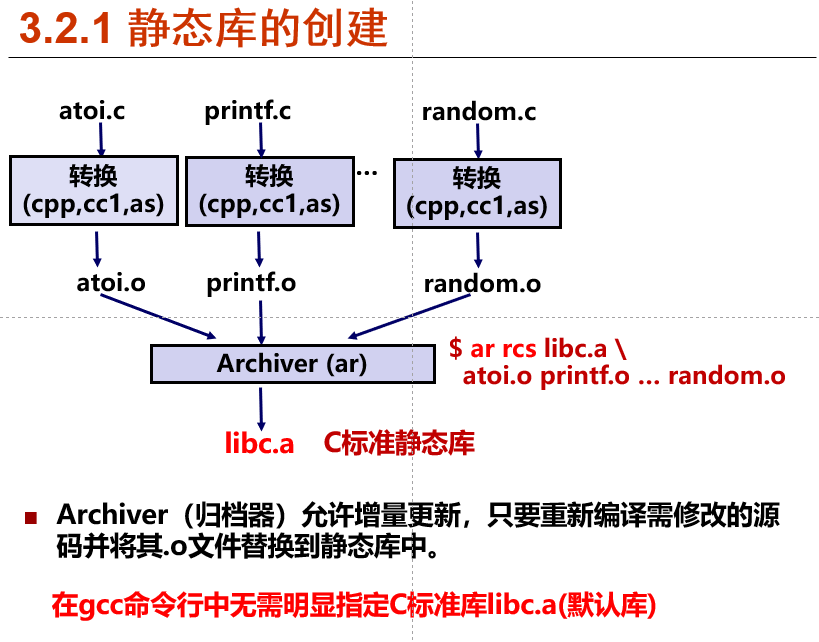 3.2.1 静态库的创建
atoi.c
printf.c
random.c
转换
(cpp,cc1,as)
转换
(cpp,cc1,as)
...
转换
(cpp,cc1,as)
atoi.o
printf.o
random.o
Archiver (ar)
$ ar rcs libc.a \
atoi.o printf.o … random.o
libc.a C标准静态库
■ Archiver（归档器）允许增量更新，只要重新编译需修改的源
码并将其.o文件替换到静态库中。
在gcc命令行中无需明显指定C标准库libc.a(默认库)